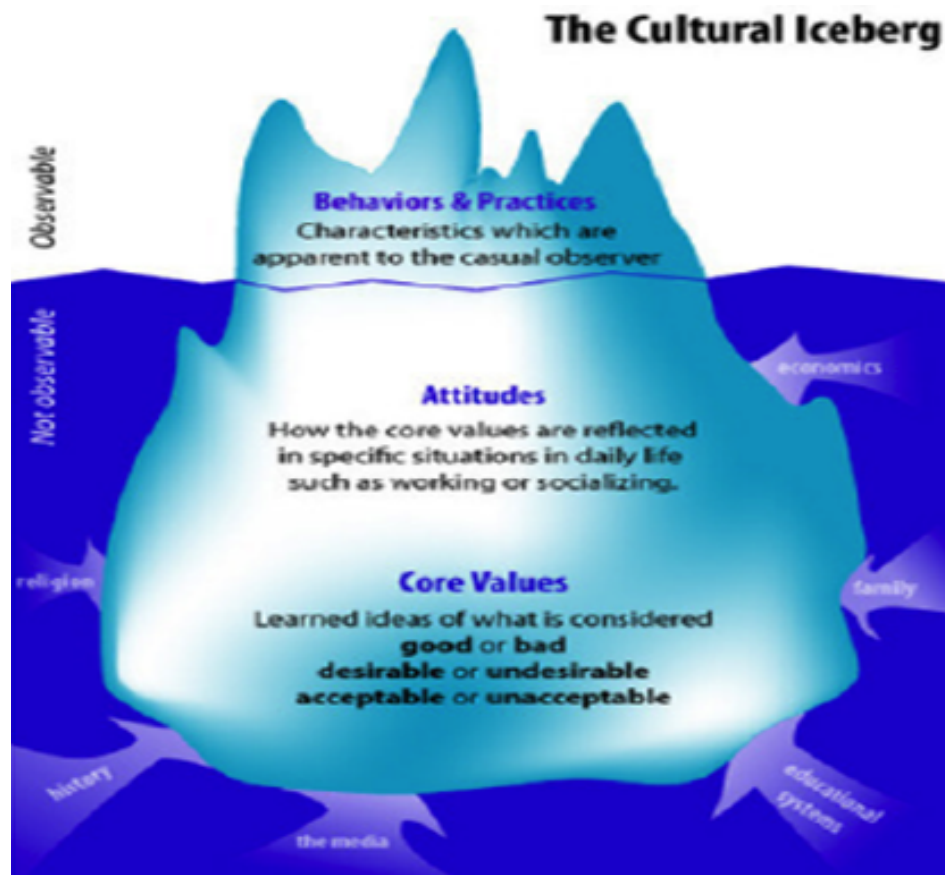 The Cultural Iceberg
Observable
Behaviors & Practices
Characteristics which are
apparent to the casual observer
Not observable
economics
Attitudes
How the core values are reflected
in specific situations in daily life
such as working or socializing.
religion
family
Core Values
Learned ideas of what is considered
good or bad
desirable or undesirable
acceptable or unacceptable
history
the media
educational
systems